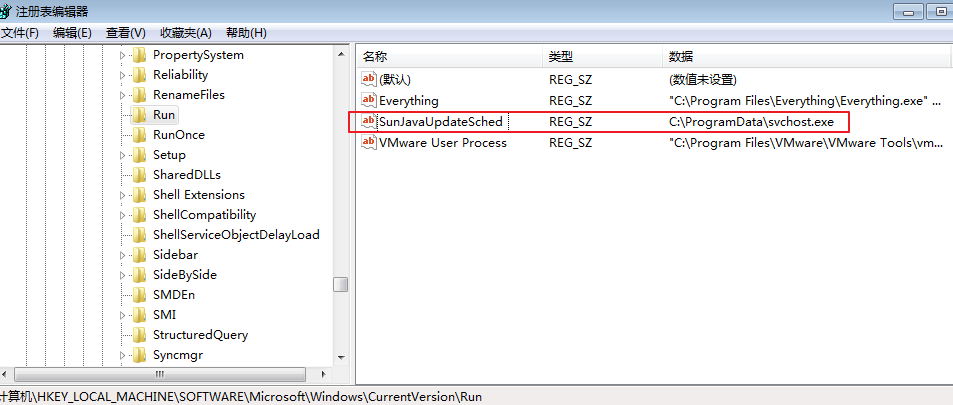 注册表编辑器
文件(F) 编辑(E) 查看(V) 收藏夹(A) 帮助(H)
PropertySystem
Reliability
RenameFiles
Run
RunOnce
Setup
SharedDLLs
Shell Extensions
ShellCompatibility
ShellServiceObjectDelayLoad
Sidebar
SideBySide
SMDEn
SMI
StructuredQuery
Syncmgr
名称 类型 数据
ab (默认) REG_SZ (数值未设置)
ab Everything REG_SZ "C:\Program Files\Everything\Everything.exe" ...
ab SunJavaUpdateSched REG_SZ C:\ProgramData\svchost.exe
ab VMware User Process REG_SZ "C:\Program Files\VMware\VMware Tools\vm...
计算机\HKEY_LOCAL_MACHINE\SOFTWARE\Microsoft\Windows\CurrentVersion\Run